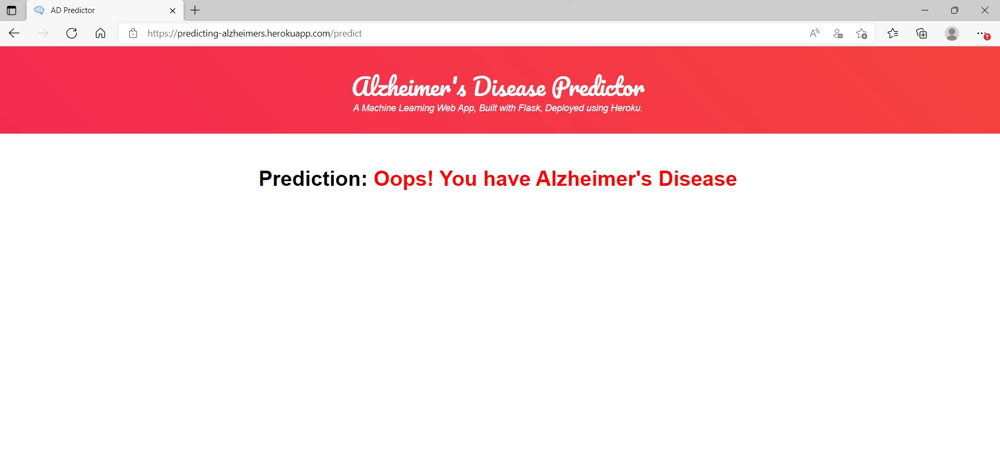 AD Predictor
https://predicting-alzheimers.herokuapp.com/predict
Alzheimer's Disease Predictor
A Machine Learning Web App, Built with Flask, Deployed using Heroku.
Prediction: Oops! You have Alzheimer's Disease